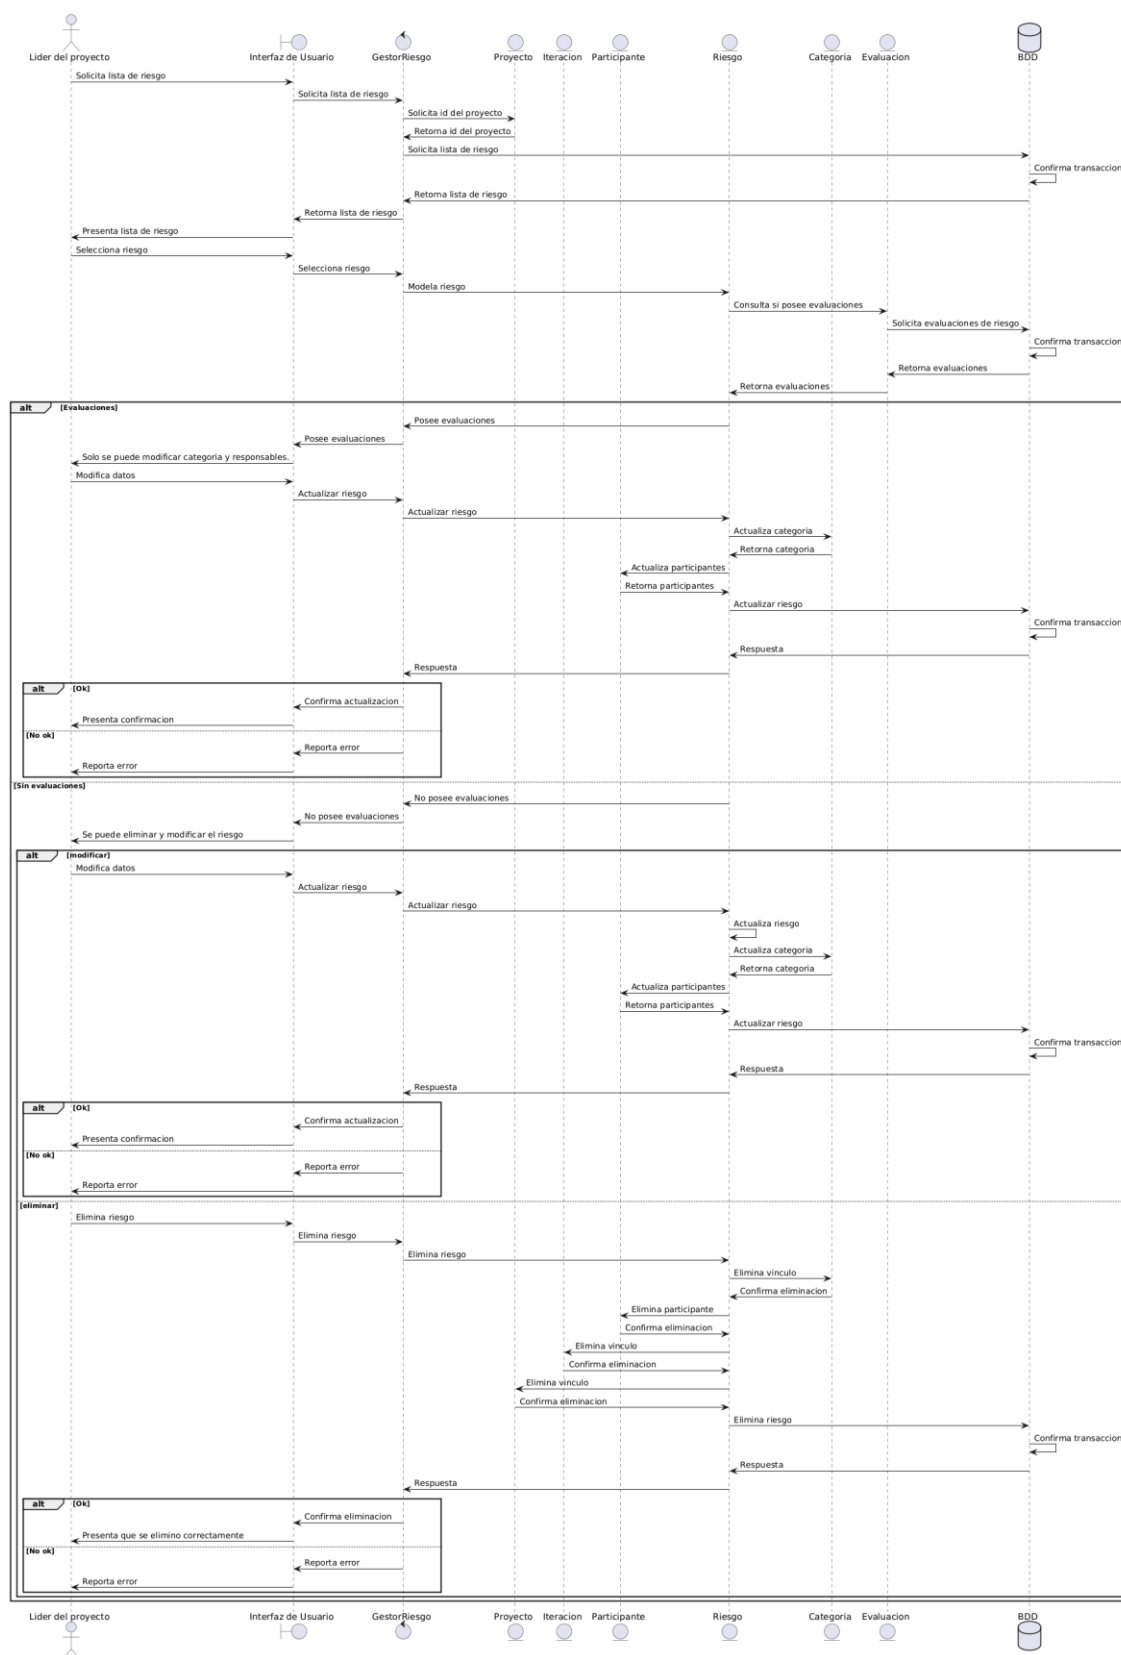 Lider del proyecto
Interfaz de Usuario
GestorRiesgo
Proyecto
Iteracion
Participante
Riesgo
Categoria
Evaluacion
BDD
Solicita lista de riesgo
Solicita lista de riesgo
Solicita id del proyecto
Retorna id del proyecto
Solicita lista de riesgo
Confirma transaccion
Retorna lista de riesgo
Retorna lista de riesgo
Presenta lista de riesgo
Selecciona riesgo
Selecciona riesgo
Modela riesgo
Consulta si posee evaluaciones
Solicita evaluaciones de riesgo
Confirma transaccion
Retorna evaluaciones
Retorna evaluaciones
alt [Evaluaciones]
Posee evaluaciones
Posee evaluaciones
Solo se puede modificar categoria y responsables.
Modifica datos
Actualizar riesgo
Actualizar riesgo
Actualiza categoria
Retorna categoria
Actualiza participantes
Retorna participantes
Actualizar riesgo
Confirma transaccion
Respuesta
Respuesta
alt [Ok]
Confirma actualizacion
Presenta confirmacion
[No ok]
Reporta error
Reporta error
[Sin evaluaciones]
No posee evaluaciones
No posee evaluaciones
Se puede eliminar y modificar el riesgo
alt [modificar]
Modifica datos
Actualizar riesgo
Actualizar riesgo
Actualiza riesgo
Actualiza categoria
Retorna categoria
Actualiza participantes
Retorna participantes
Actualizar riesgo
Confirma transaccion
Respuesta
Respuesta
alt [Ok]
Confirma actualizacion
Presenta confirmacion
[No ok]
Reporta error
Reporta error
[eliminar]
Elimina riesgo
Elimina riesgo
Elimina riesgo
Elimina vinculo
Confirma eliminacion
Elimina participante
Confirma eliminacion
Elimina vinculo
Confirma eliminacion
Elimina vinculo
Confirma eliminacion
Elimina riesgo
Confirma transaccion
Respuesta
Respuesta
alt [Ok]
Confirma eliminacion
Presenta que se elimino correctamente
[No ok]
Reporta error
Reporta error
Lider del proyecto
Interfaz de Usuario
GestorRiesgo
Proyecto
Iteracion
Participante
Riesgo
Categoria
Evaluacion
BDD